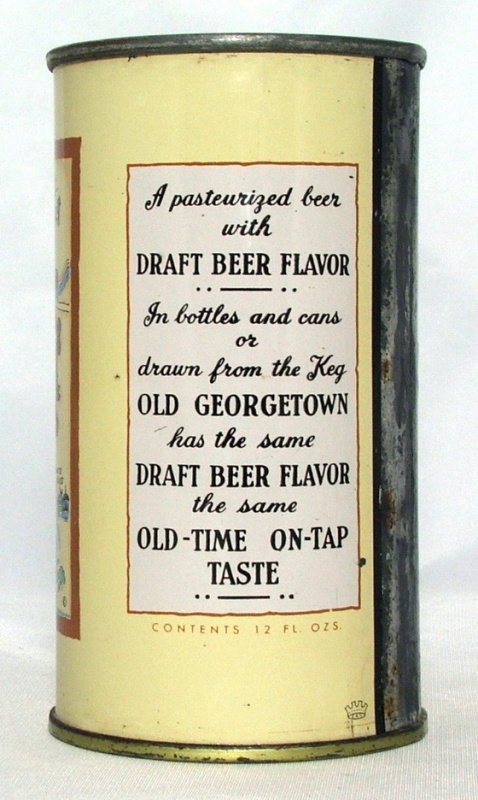 A pasteurized beer
with
DRAFT BEER FLAVOR
In bottles and cans
or
drawn from the Keg
OLD GEORGETOWN
has the same
DRAFT BEER FLAVOR
the same
OLD-TIME ON-TAP
TASTE
CONTENTS 12 FL. OZS.